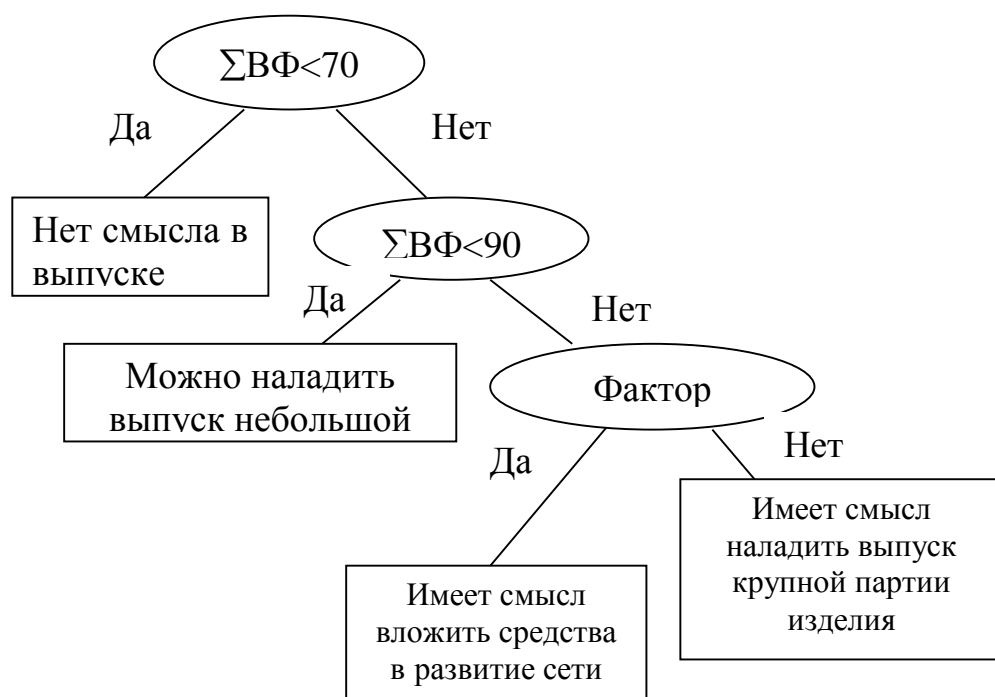 ∑ВФ<70
Да
Нет
Нет смысла в
выпуске
∑ВФ<90
Да
Нет
Можно наладить
выпуск небольшой
Фактор
Да
Нет
Имеет смысл
вложить средства
в развитие сети
Имеет смысл
наладить выпуск
крупной партии
изделия